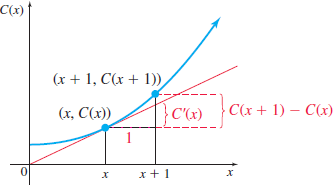 C(x)
(x + 1, C(x + 1))
(x, C(x))
C′(x)
C(x + 1) − C(x)
1
0
x
x + 1
x